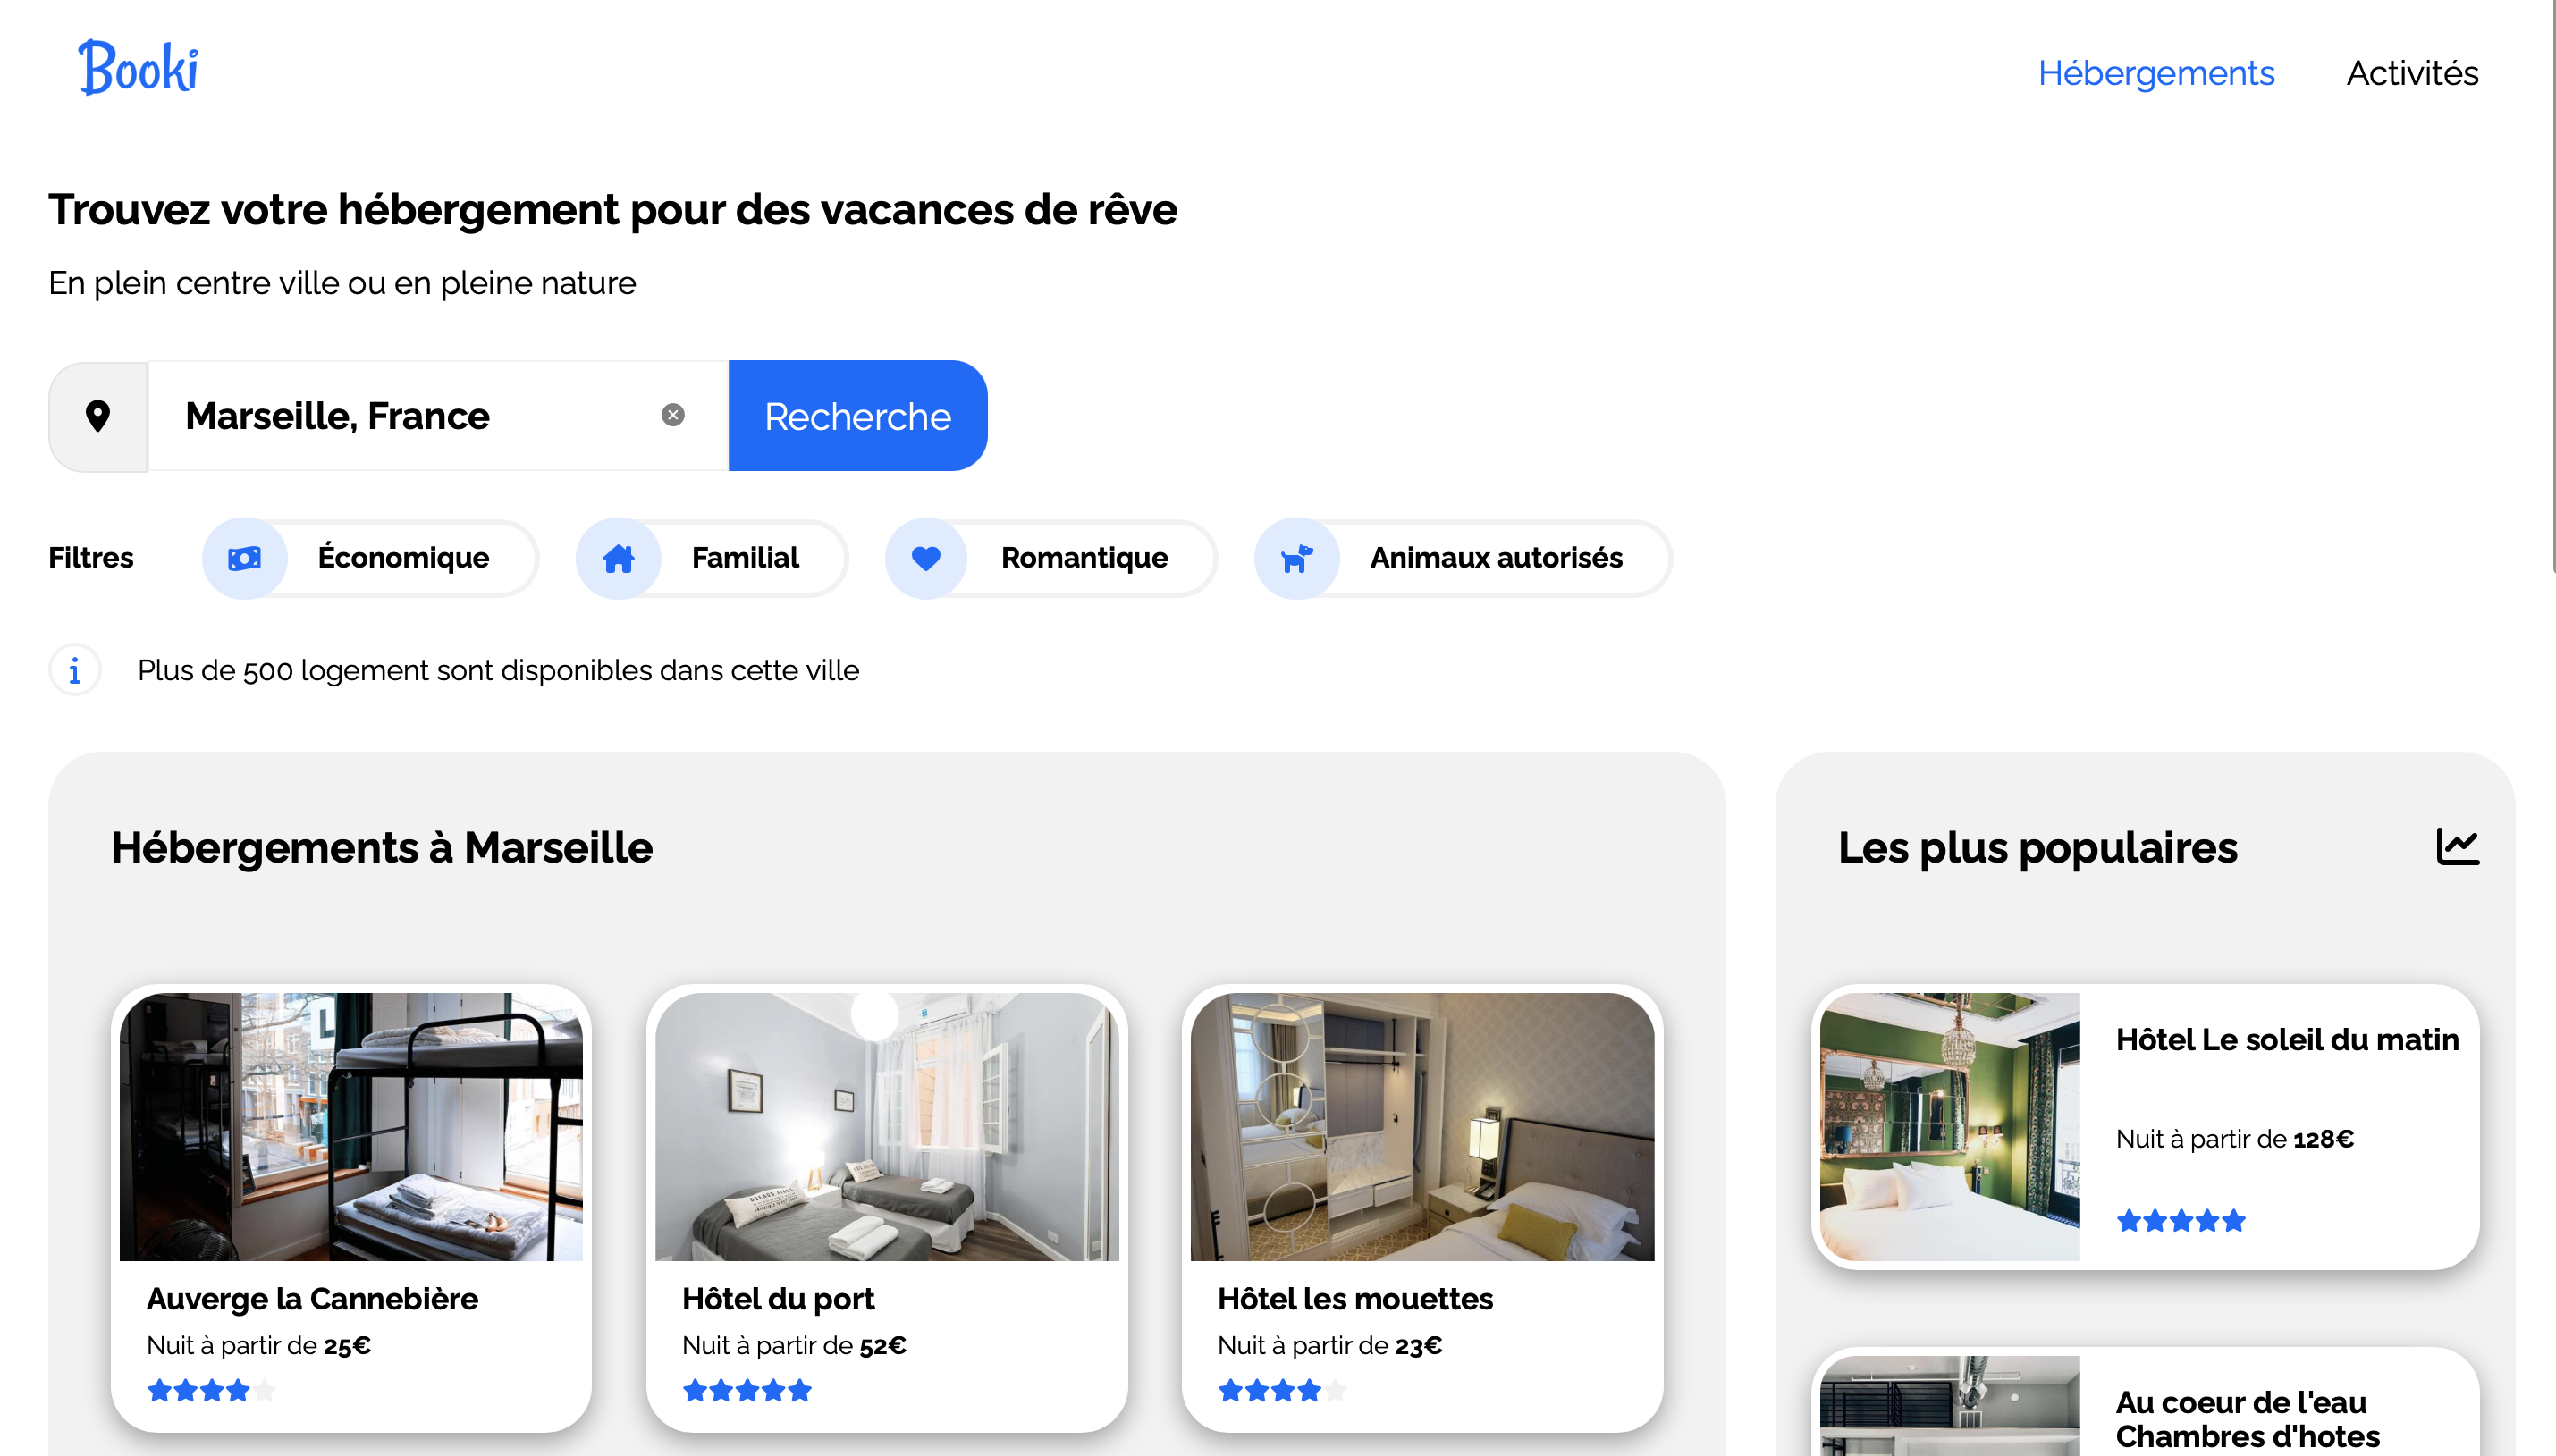 Booki
Hébergements
Activités
Trouvez votre hébergement pour des vacances de rêve
En plein centre ville ou en pleine nature
Marseille, France
Recherche
Filtres
Économique
Familial
Romantique
Animaux autorisés
Plus de 500 logement sont disponibles dans cette ville
Hébergements à Marseille
Auverge la Cannebière
Nuit à partir de 25€
Hôtel du port
Nuit à partir de 52€
Hôtel les mouettes
Nuit à partir de 23€
Les plus populaires
Hôtel Le soleil du matin
Nuit à partir de 128€
Au coeur de l'eau
Chambres d'hotes